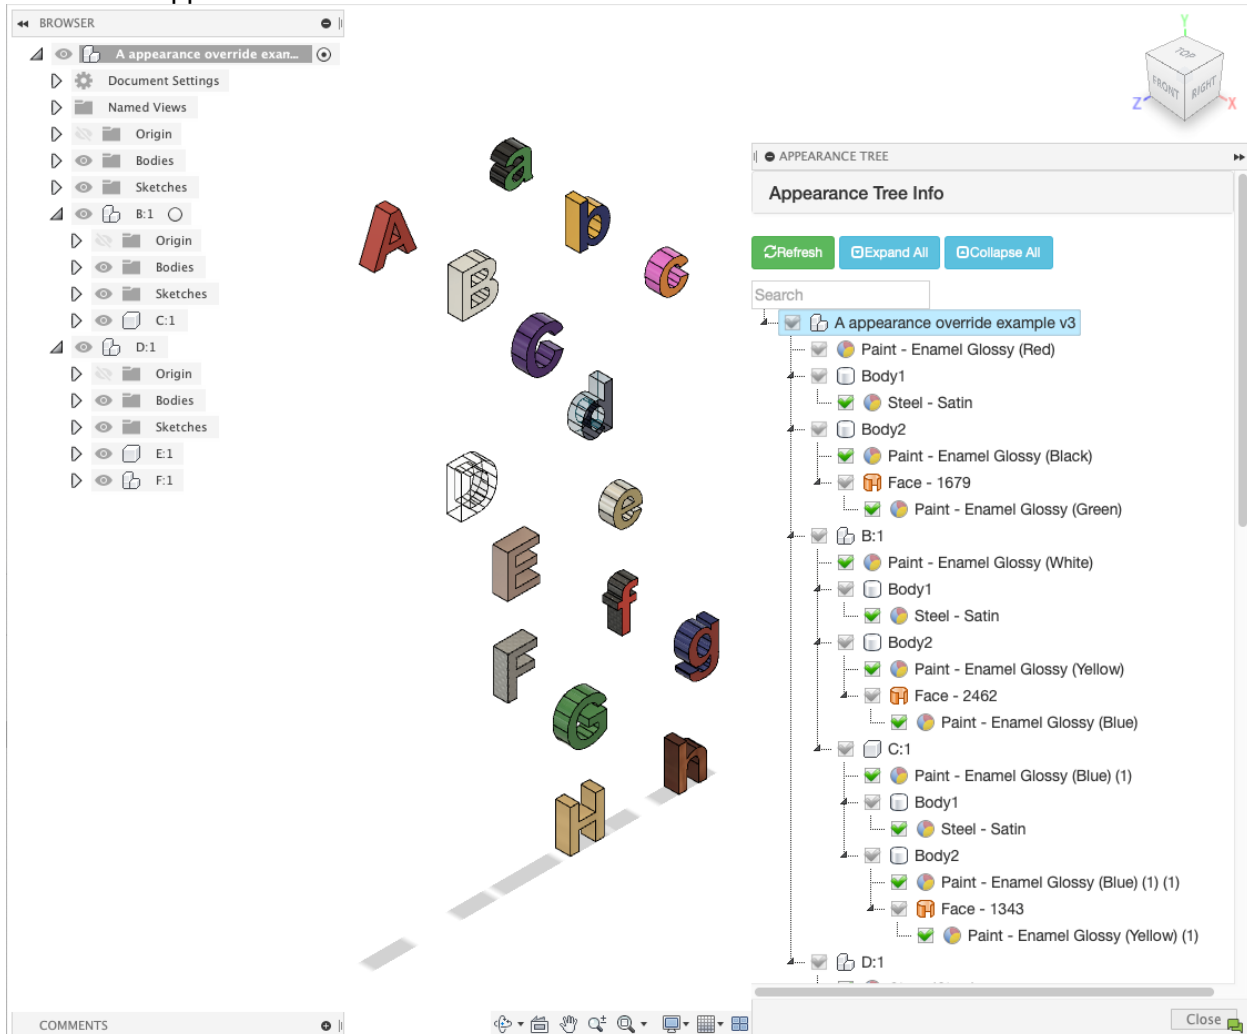 BROWSER
A appearance override exan...
Document Settings
Named Views
Origin
Bodies
Sketches
B:1
Origin
Bodies
Sketches
C:1
D:1
Origin
Bodies
Sketches
E:1
F:1
COMMENTS
a
A
b
B
c
C
d
D
e
E
f
F
g
G
h
H
Y
TOP
FRONT
RIGHT
Z
X
APPEARANCE TREE
Appearance Tree Info
Refresh
Expand All
Collapse All
Search
A appearance override example v3
Paint - Enamel Glossy (Red)
Body1
Steel - Satin
Body2
Paint - Enamel Glossy (Black)
Face - 1679
Paint - Enamel Glossy (Green)
B:1
Paint - Enamel Glossy (White)
Body1
Steel - Satin
Body2
Paint - Enamel Glossy (Yellow)
Face - 2462
Paint - Enamel Glossy (Blue)
C:1
Paint - Enamel Glossy (Blue) (1)
Body1
Steel - Satin
Body2
Paint - Enamel Glossy (Blue) (1) (1)
Face - 1343
Paint - Enamel Glossy (Yellow) (1)
D:1
Close